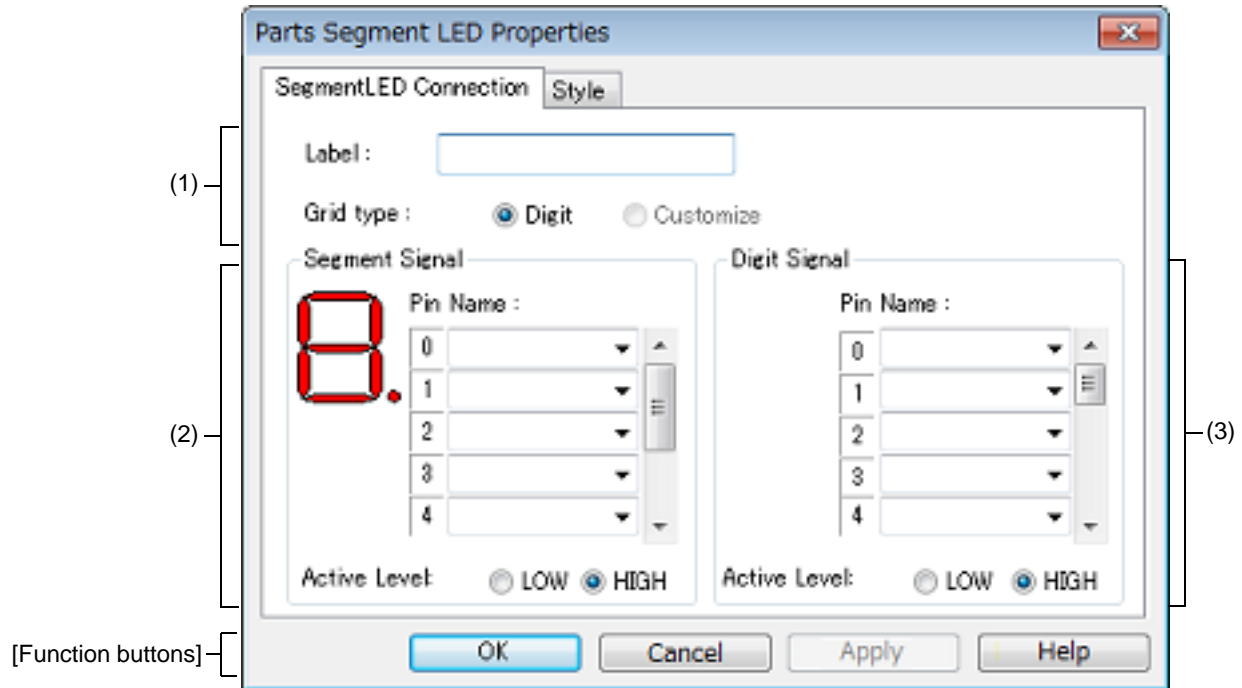 Parts Segment LED Properties
SegmentLED Connection Style
(1)
Label :
Grid type : Digit Customize
(2)
Segment Signal
Pin Name :
0
1
2
3
4
Active Level: LOW HIGH
Digit Signal
Pin Name :
0
1
2
3
4
Active Level: LOW HIGH
(3)
[Function buttons]
OK Cancel Apply Help